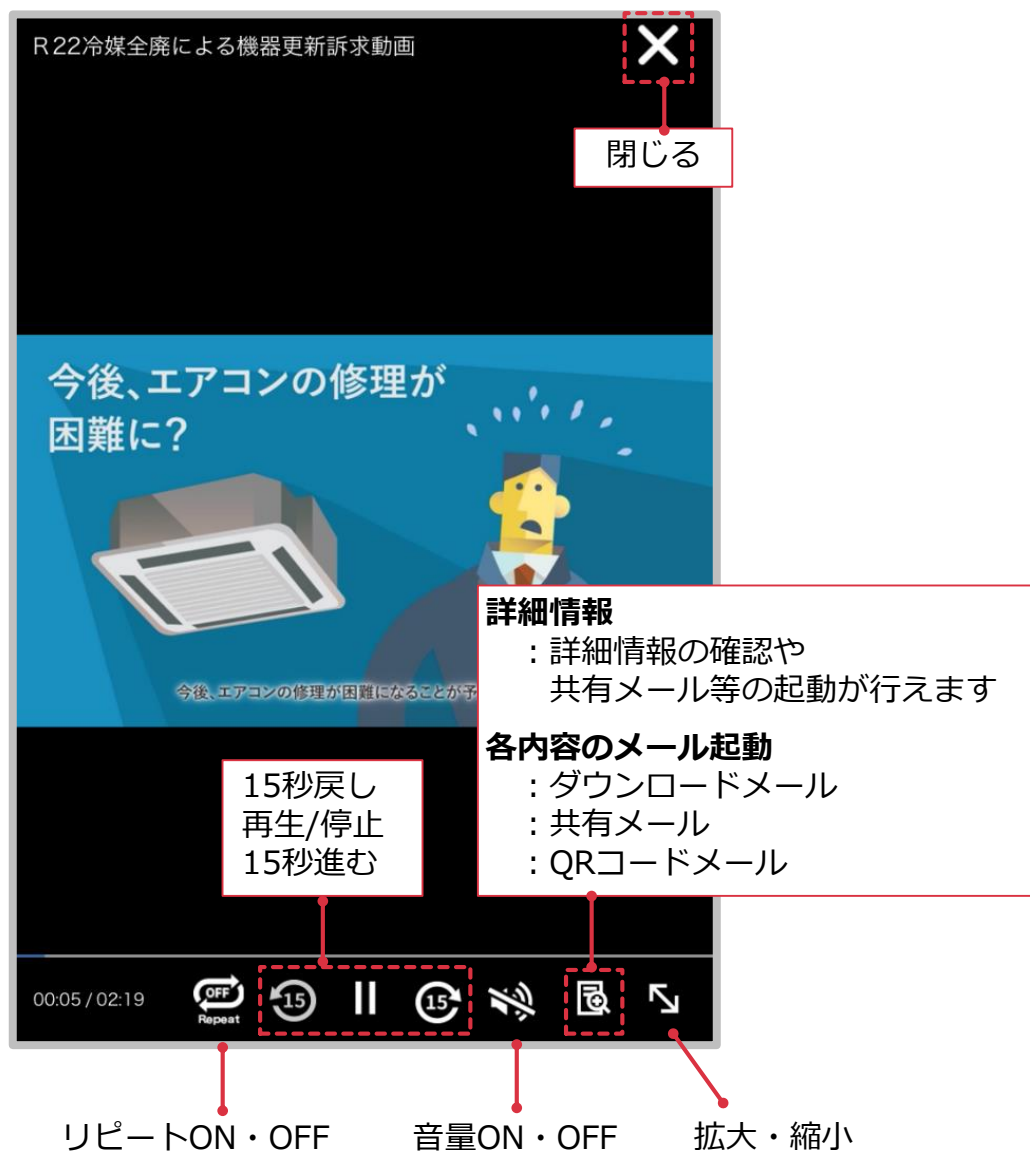 R22冷媒全廃による機器更新訴求動画
閉じる
今後、エアコンの修理が
困難に?
今後、エアコンの修理が困難になることが予
詳細情報
:詳細情報の確認や
共有メール等の起動が行えます
各内容のメール起動
:ダウンロードメール
:共有メール
:QRコードメール
15秒戻し
再生/停止
15秒進む
00:05 / 02:19
OFF
Repeat
15
15
リピートON・OFF
音量ON・OFF
拡大・縮小